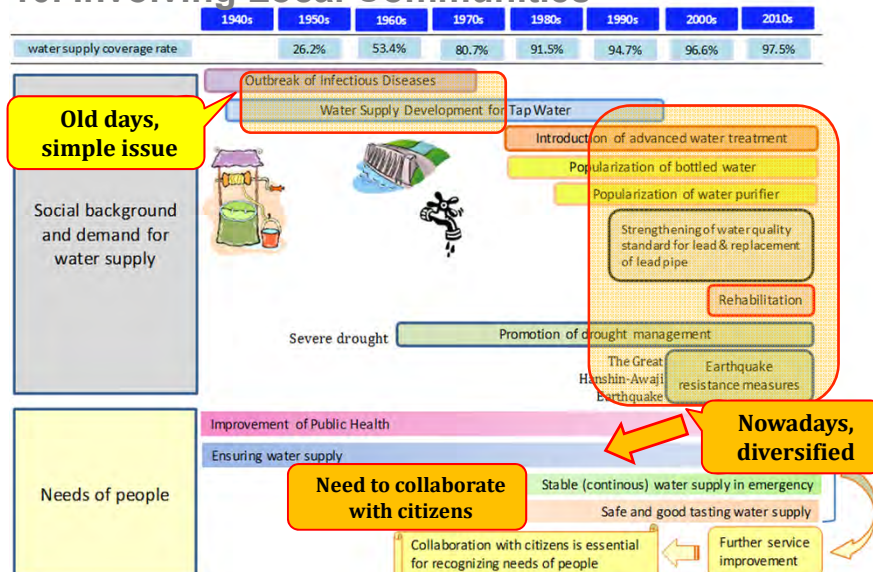 10. Involving Local Communities
1940s 1950s 1960s 1970s 1980s 1990s 2000s 2010s
water supply coverage rate 26.2% 53.4% 80.7% 91.5% 94.7% 96.6% 97.5%
Outbreak of Infectious Diseases
Water Supply Development for Tap Water
Old days,
simple issue
Introduction of advanced water treatment
Popularization of bottled water
Popularization of water purifier
Social background
and demand for
water supply
Strengthening of water quality
standard for lead & replacement
of lead pipe
Rehabilitation
Severe drought
Promotion of drought management
The Great
Hanshin-Awaji
Earthquake
Earthquake
resistance measures
Improvement of Public Health
Nowadays,
diversified
Ensuring water supply
Needs of people
Need to collaborate
with citizens
Stable (continous) water supply in emergency
Safe and good tasting water supply
Collaboration with citizens is essential
for recognizing needs of people
Further service
improvement